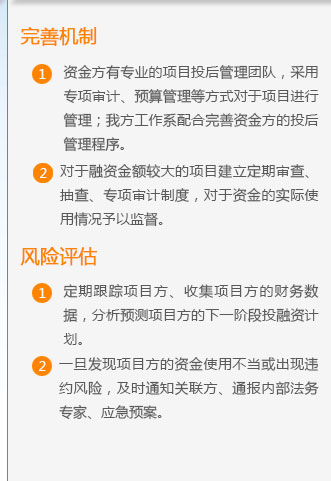 完善机制
1 资金方有专业的项目投后管理团队，采用
专项审计、预算管理等方式对于项目进行
管理；我方工作系配合完善资金方的投后
管理程序。
2 对于融资金额较大的项目建立定期审查、
抽查、专项审计制度，对于资金的实际使
用情况予以监督。
风险评估
1 定期跟踪项目方、收集项目方的财务数
据，分析预测项目方的下一阶段投融资计
划。
2 一旦发现项目方的资金使用不当或出现违
约风险，及时通知关联方、通报内部法务
专家、应急预案。